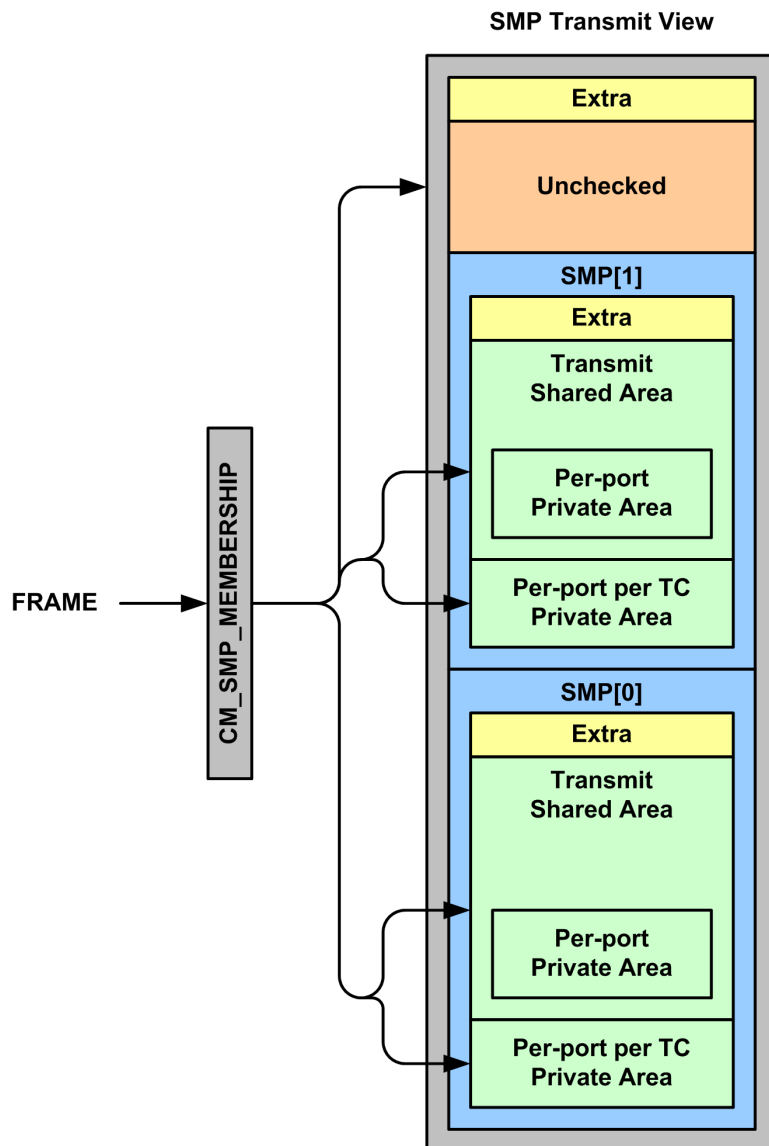 SMP Transmit View
Extra
Unchecked
SMP[1]
Extra
Transmit
Shared Area
Per-port
Private Area
Per-port per TC
Private Area
FRAME
CM_SMP_MEMBERSHIP
SMP[0]
Extra
Transmit
Shared Area
Per-port
Private Area
Per-port per TC
Private Area